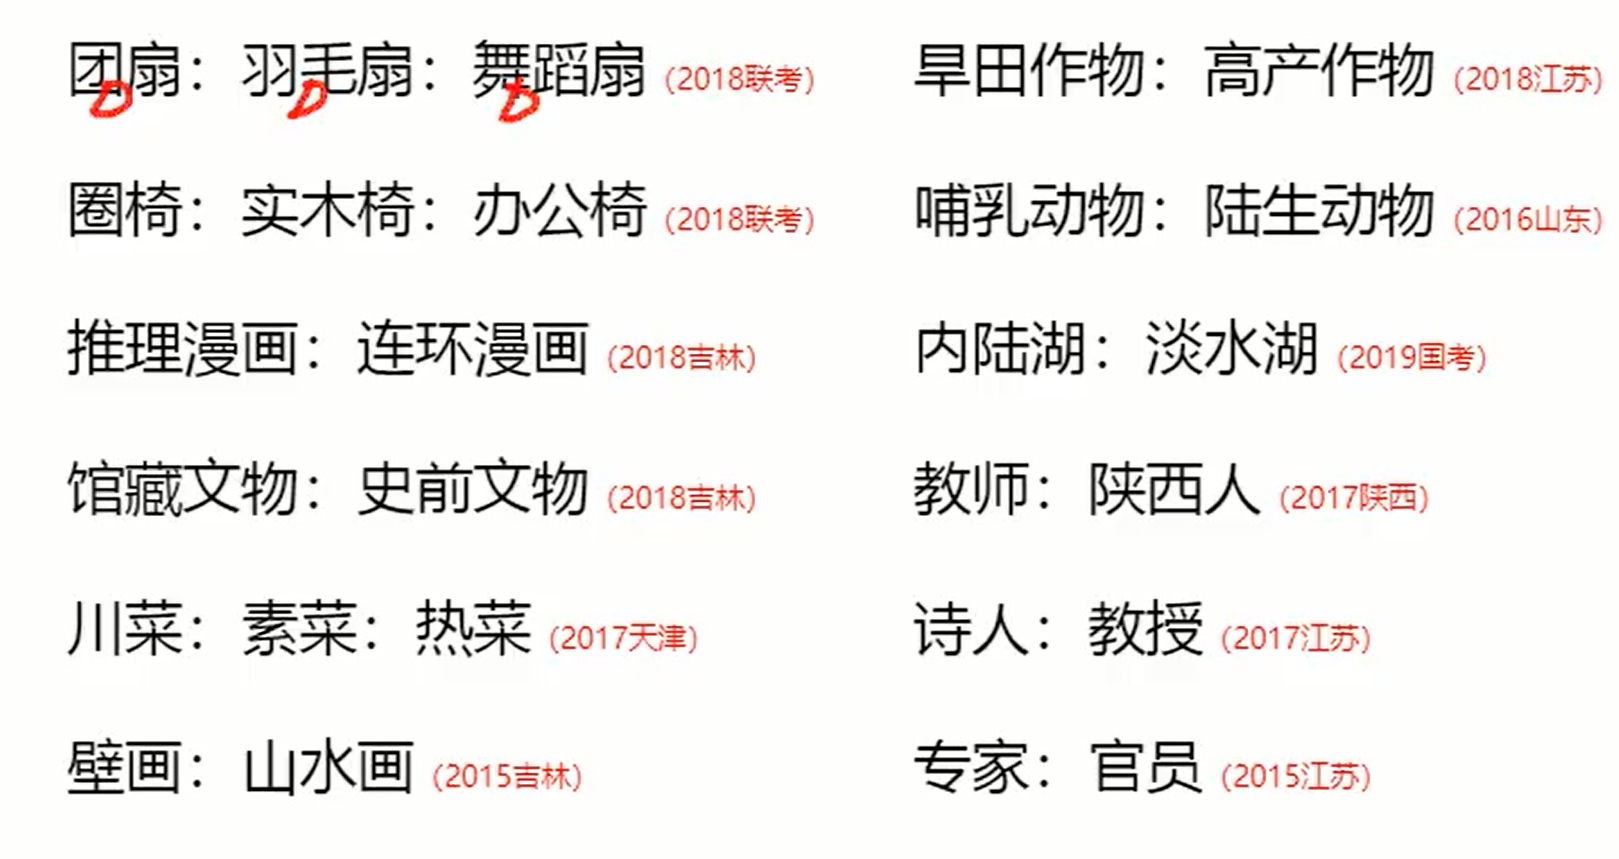 团扇：羽毛扇：舞蹈扇（2018联考）
圈椅：实木椅：办公椅（2018联考）
推理漫画：连环漫画（2018吉林）
馆藏文物：史前文物（2018吉林）
川菜：素菜：热菜（2017天津）
壁画：山水画（2015吉林）
旱田作物：高产作物（2018江苏）
哺乳动物：陆生动物（2016山东）
内陆湖：淡水湖（2019国考）
教师：陕西人（2017陕西）
诗人：教授（2017江苏）
专家：官员（2015江苏）